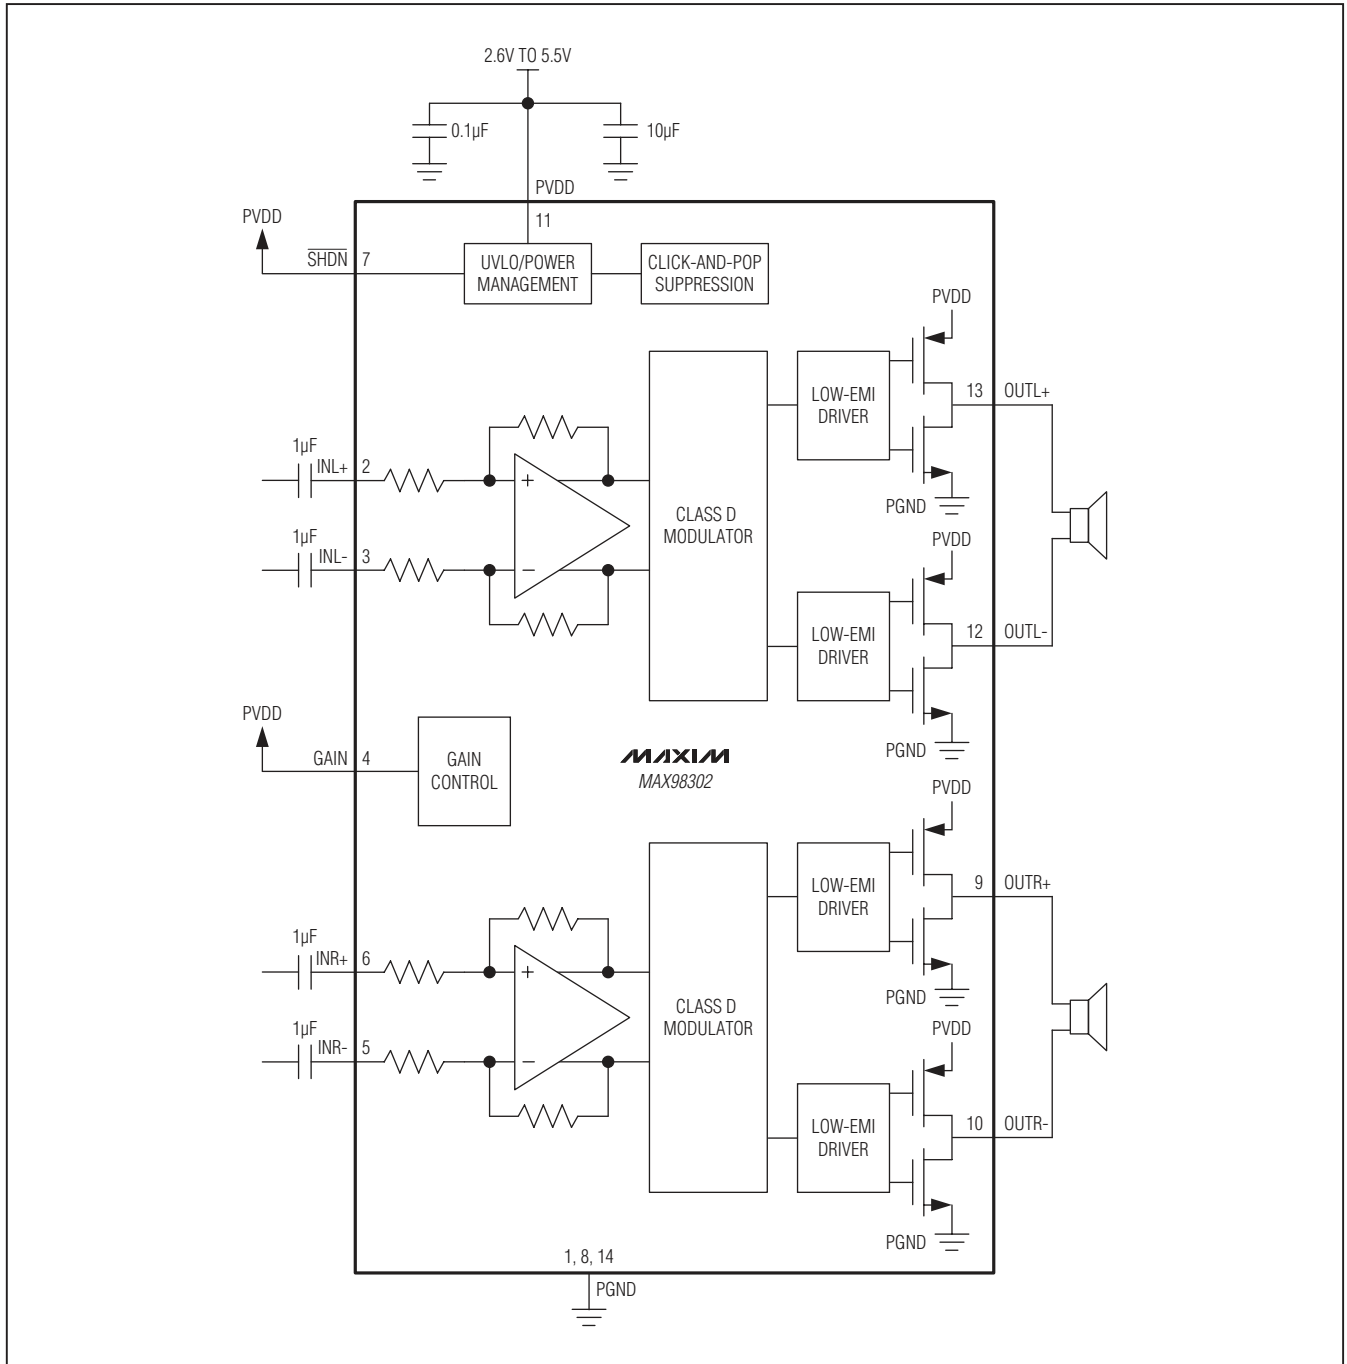 2.6V TO 5.5V
0.1µF
10µF
PVDD
11
PVDD
SHDN 7
UVLO/POWER
MANAGEMENT
CLICK-AND-POP
SUPPRESSION
PVDD
LOW-EMI
DRIVER
13 OUTL+
PGND
1µF
INL+ 2
+
CLASS D
MODULATOR
1µF
INL- 3
−
PVDD
LOW-EMI
DRIVER
12 OUTL-
PGND
PVDD
GAIN 4
GAIN
CONTROL
MAXIM
MAX98302
PVDD
LOW-EMI
DRIVER
9 OUTR+
PGND
1µF
INR+ 6
+
CLASS D
MODULATOR
1µF
INR- 5
−
PVDD
LOW-EMI
DRIVER
10 OUTR-
PGND
1, 8, 14
PGND